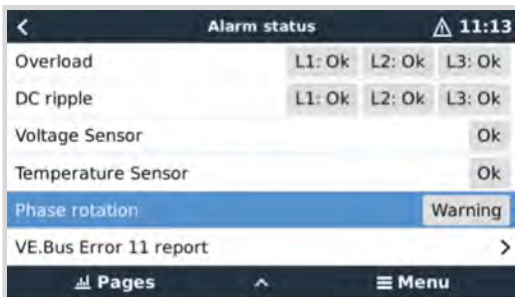 Alarm status 11:13
Overload L1: Ok L2: Ok L3: Ok
DC ripple L1: Ok L2: Ok L3: Ok
Voltage Sensor Ok
Temperature Sensor Ok
Phase rotation Warning
VE.Bus Error 11 report
Pages Menu